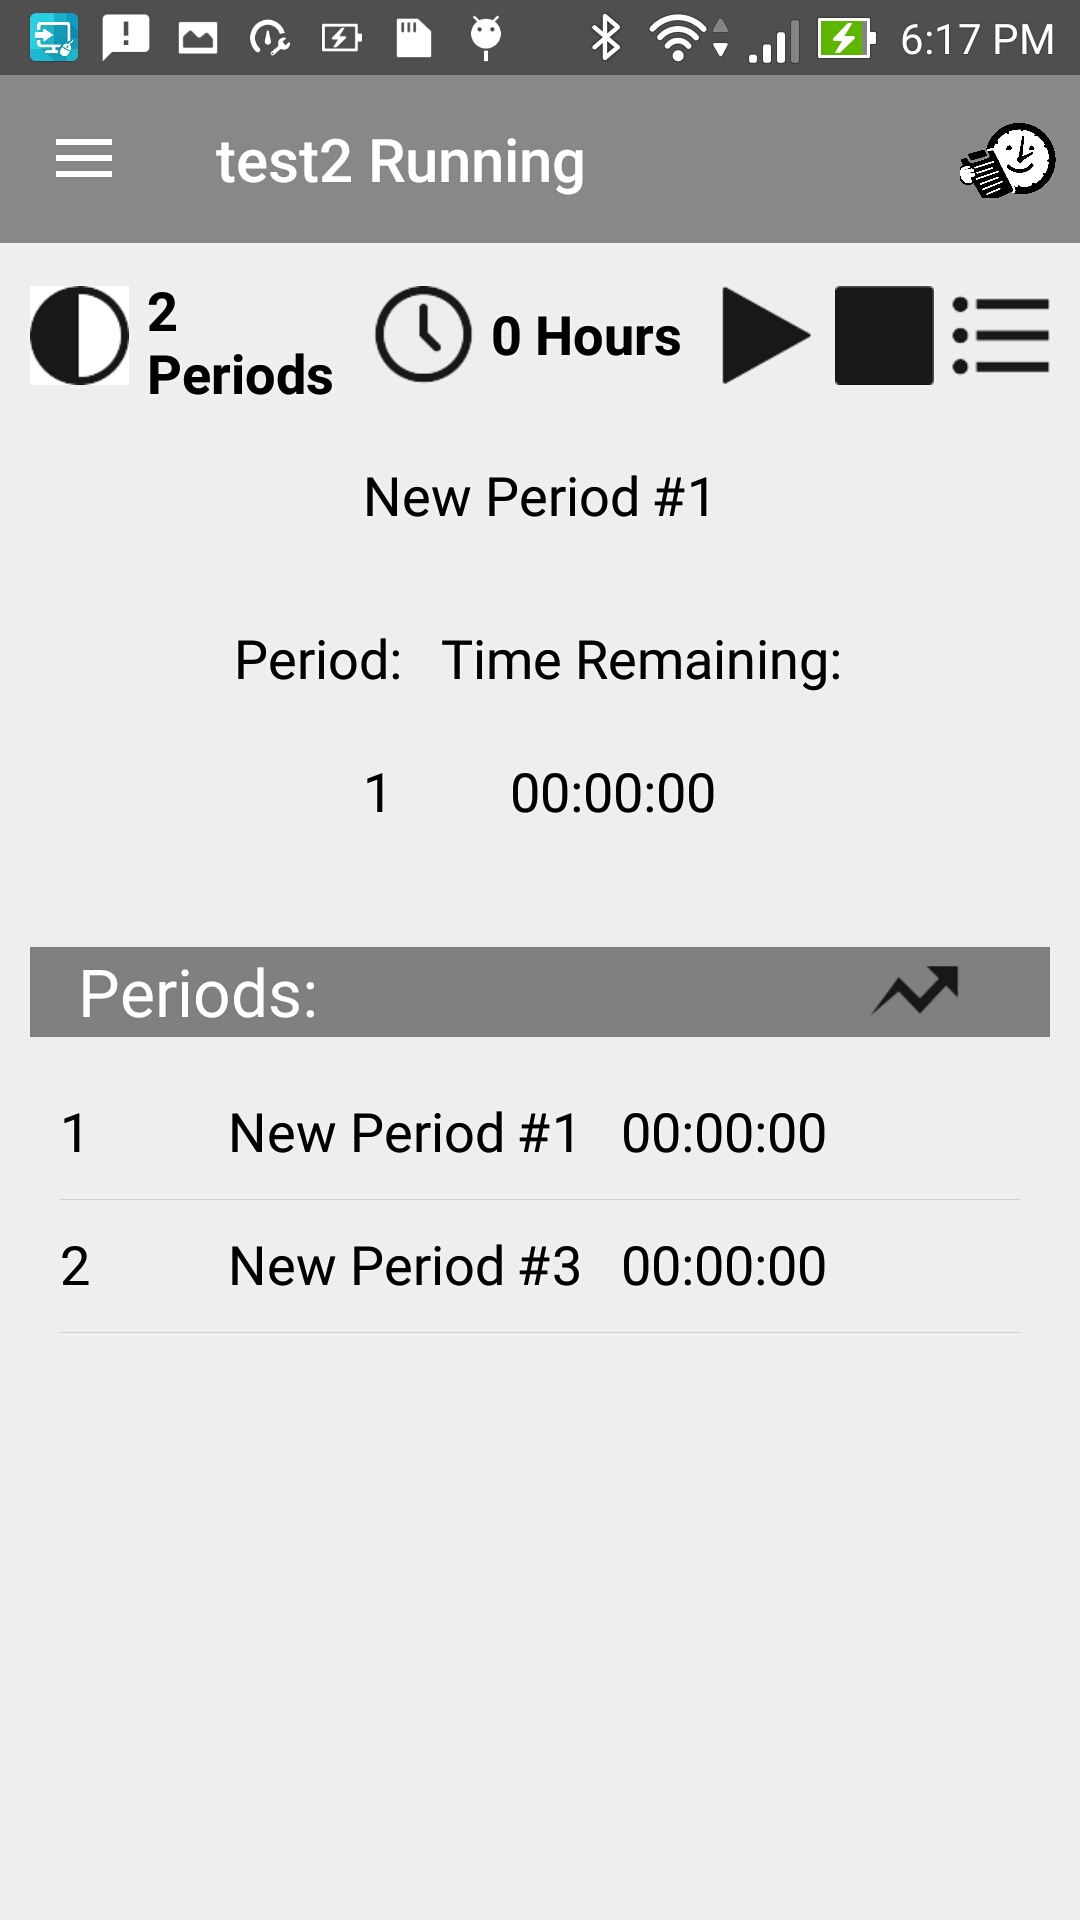 6:17 PM
test2 Running
2
Periods
0 Hours
New Period #1
Period: Time Remaining:
1 00:00:00
Periods:
1 New Period #1 00:00:00
2 New Period #3 00:00:00